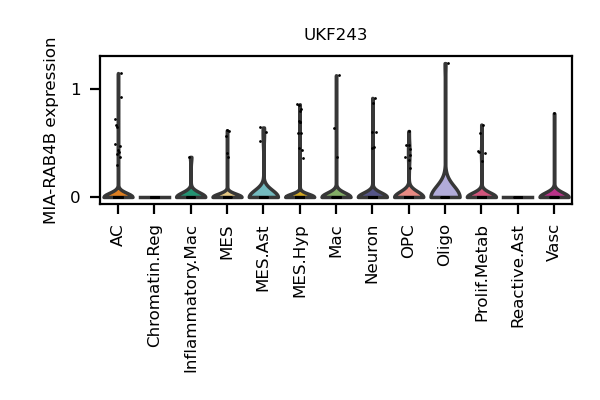 UKF243
MIA-RAB4B expression
1
0
AC
Chromatin.Reg
Inflammatory.Mac
MES
MES.Ast
MES.Hyp
Mac
Neuron
OPC
Oligo
Prolif.Metab
Reactive.Ast
Vasc